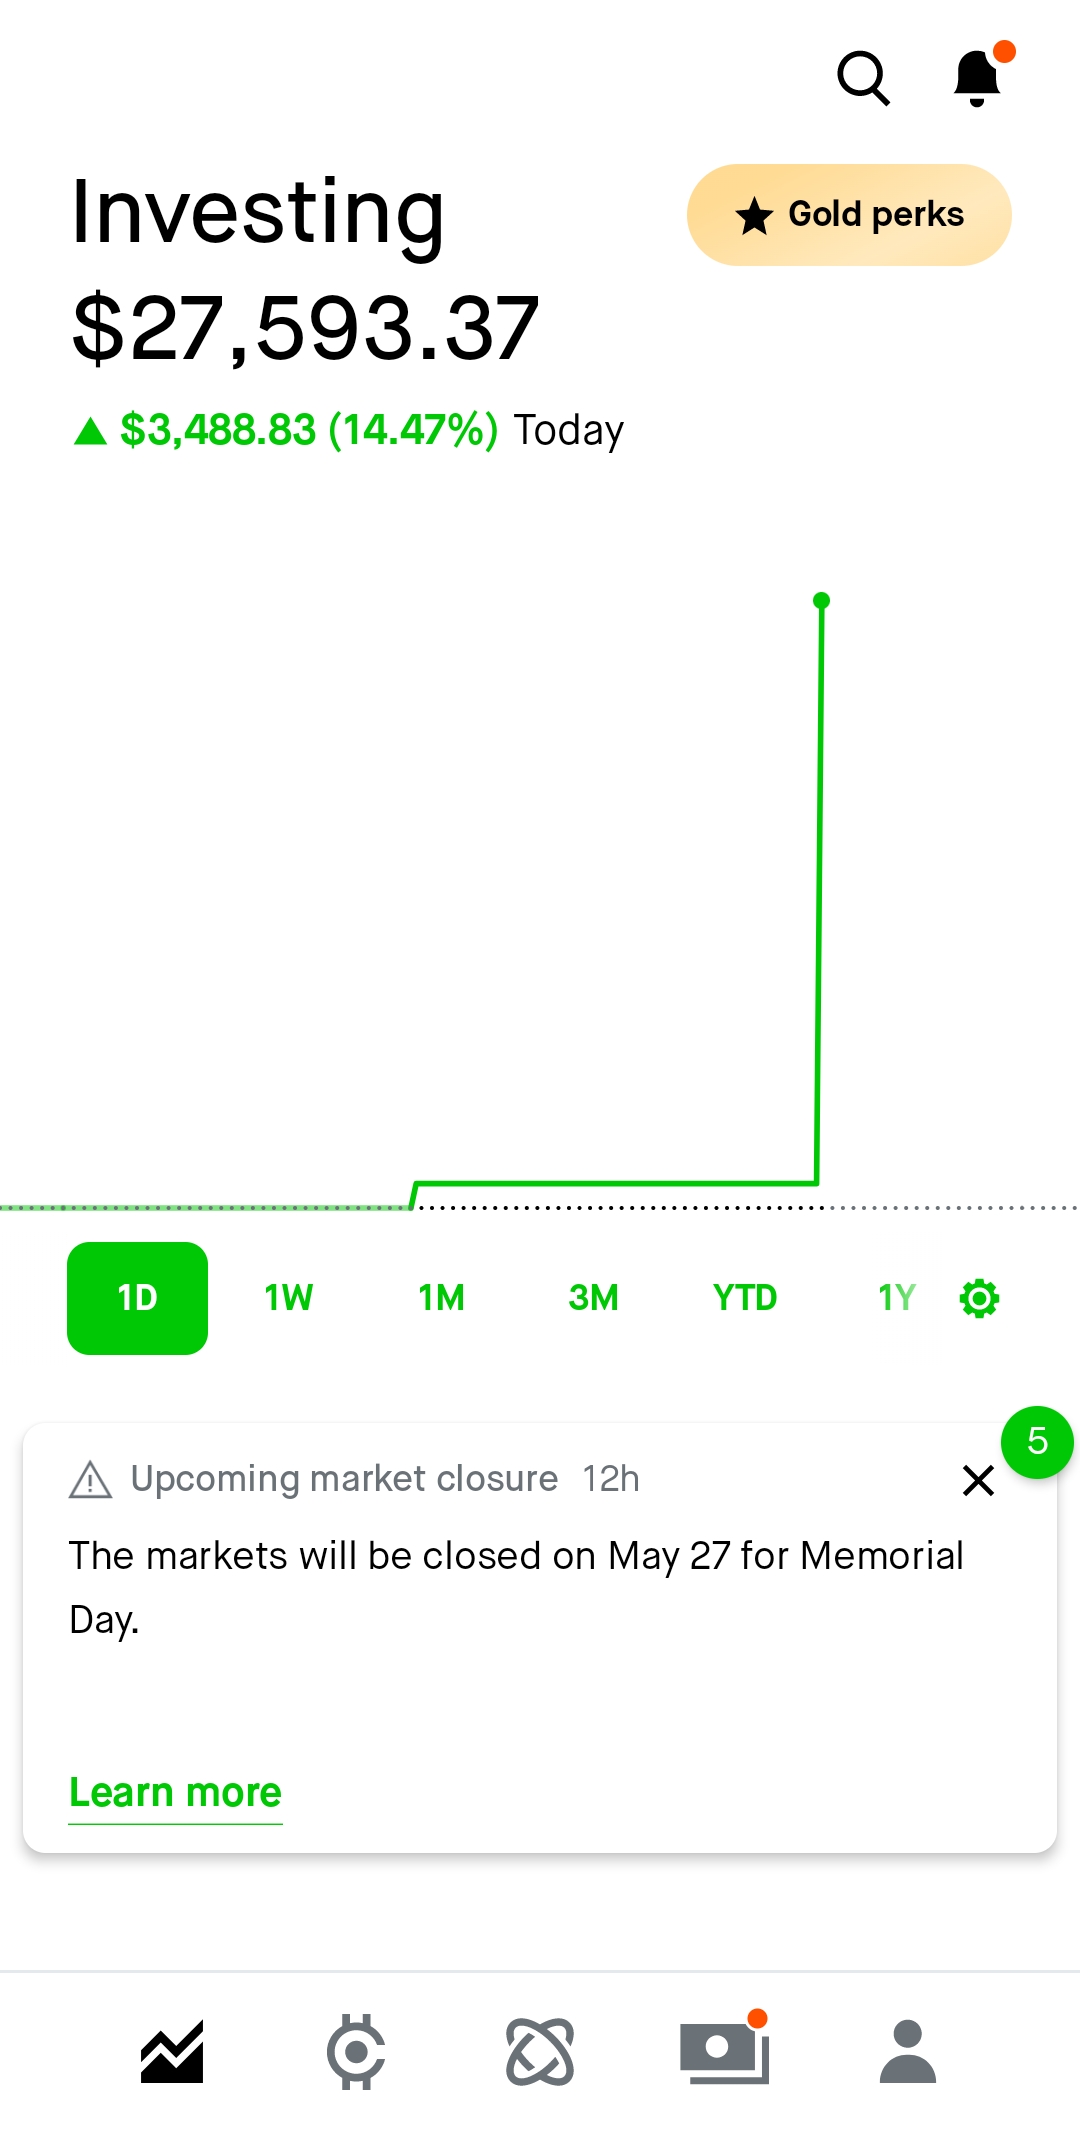 Investing
Gold perks
$27,593.37
$3,488.83 (14.47%) Today
1D 1W 1M 3M YTD 1Y
5
Upcoming market closure 12h
The markets will be closed on May 27 for Memorial
Day.
Learn more